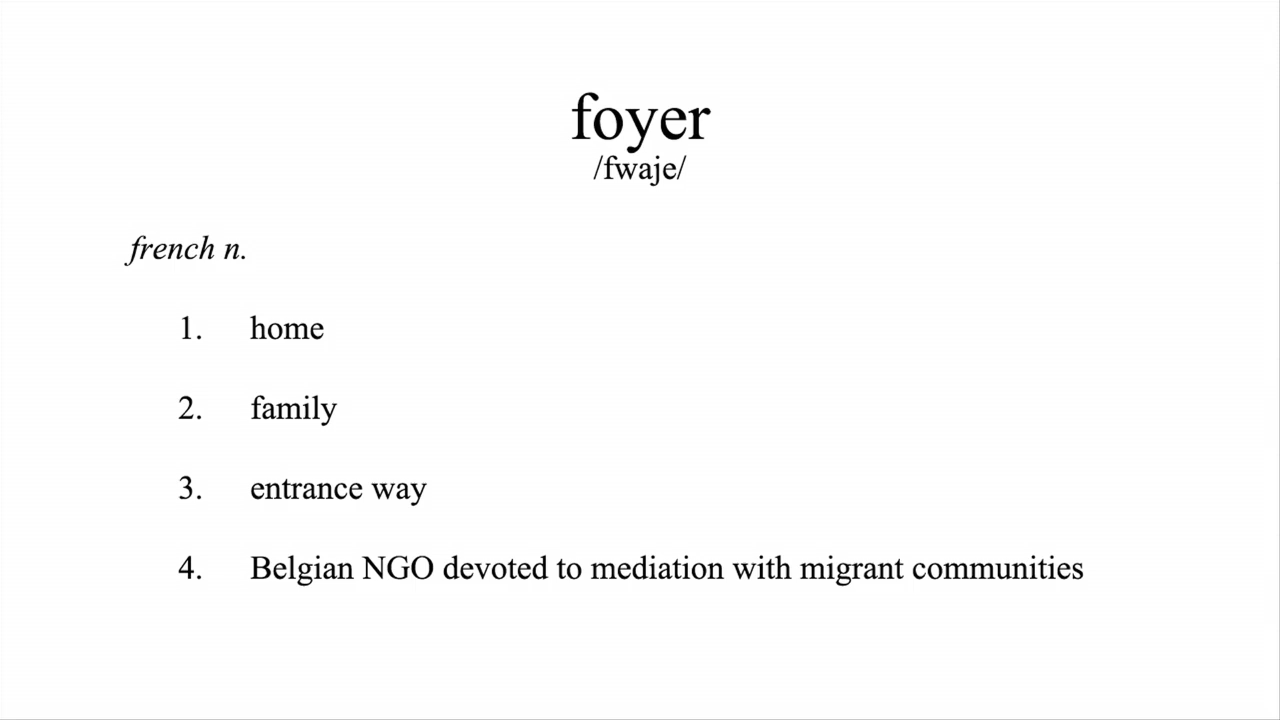 foyer
/fwaje/
french n.
1. home
2. family
3. entrance way
4. Belgian NGO devoted to mediation with migrant communities